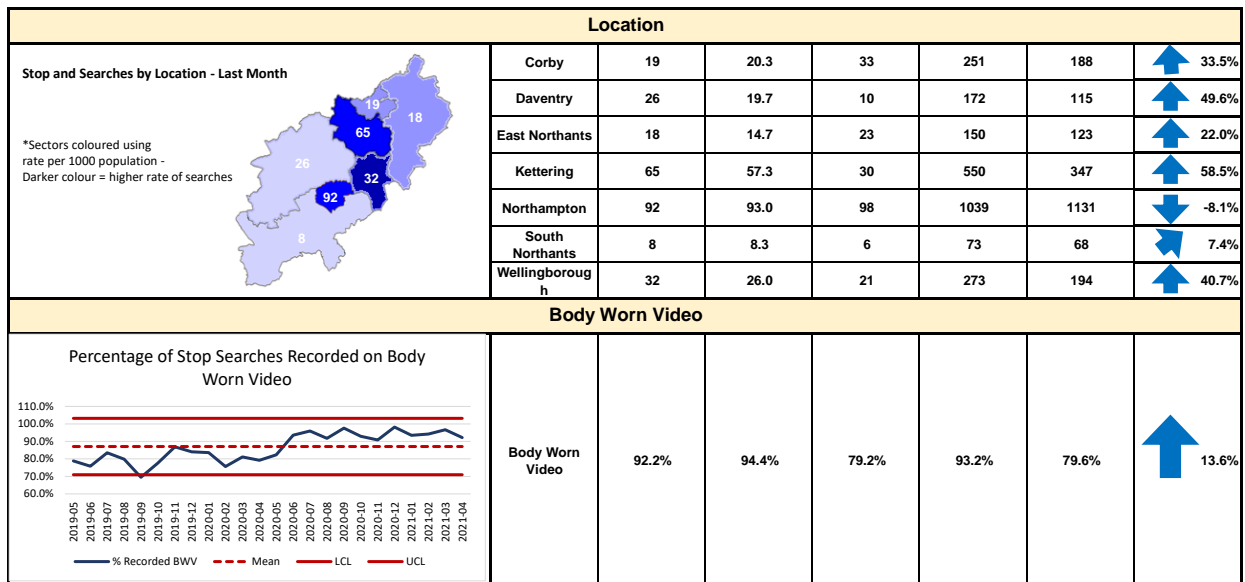 Location
Stop and Searches by Location - Last Month
*Sectors coloured using
rate per 1000 population -
Darker colour = higher rate of searches
19
18
65
26
32
92
8
Corby 19 20.3 33 251 188 33.5%
Daventry 26 19.7 10 172 115 49.6%
East Northants 18 14.7 23 150 123 22.0%
Kettering 65 57.3 30 550 347 58.5%
Northampton 92 93.0 98 1039 1131 -8.1%
South
Northants 8 8.3 6 73 68 7.4%
Wellingboroug
h 32 26.0 21 273 194 40.7%
Body Worn Video
Percentage of Stop Searches Recorded on Body
Worn Video
110.0%
100.0%
90.0%
80.0%
70.0%
60.0%
2019-05 2019-06 2019-07 2019-08 2019-09 2019-10 2019-11 2019-12 2020-01 2020-02 2020-03 2020-04 2020-05 2020-06 2020-07 2020-08 2020-09 2020-10 2020-11 2020-12 2021-01 2021-02 2021-03 2021-04
% Recorded BWV Mean LCL UCL
Body Worn
Video 92.2% 94.4% 79.2% 93.2% 79.6% 13.6%